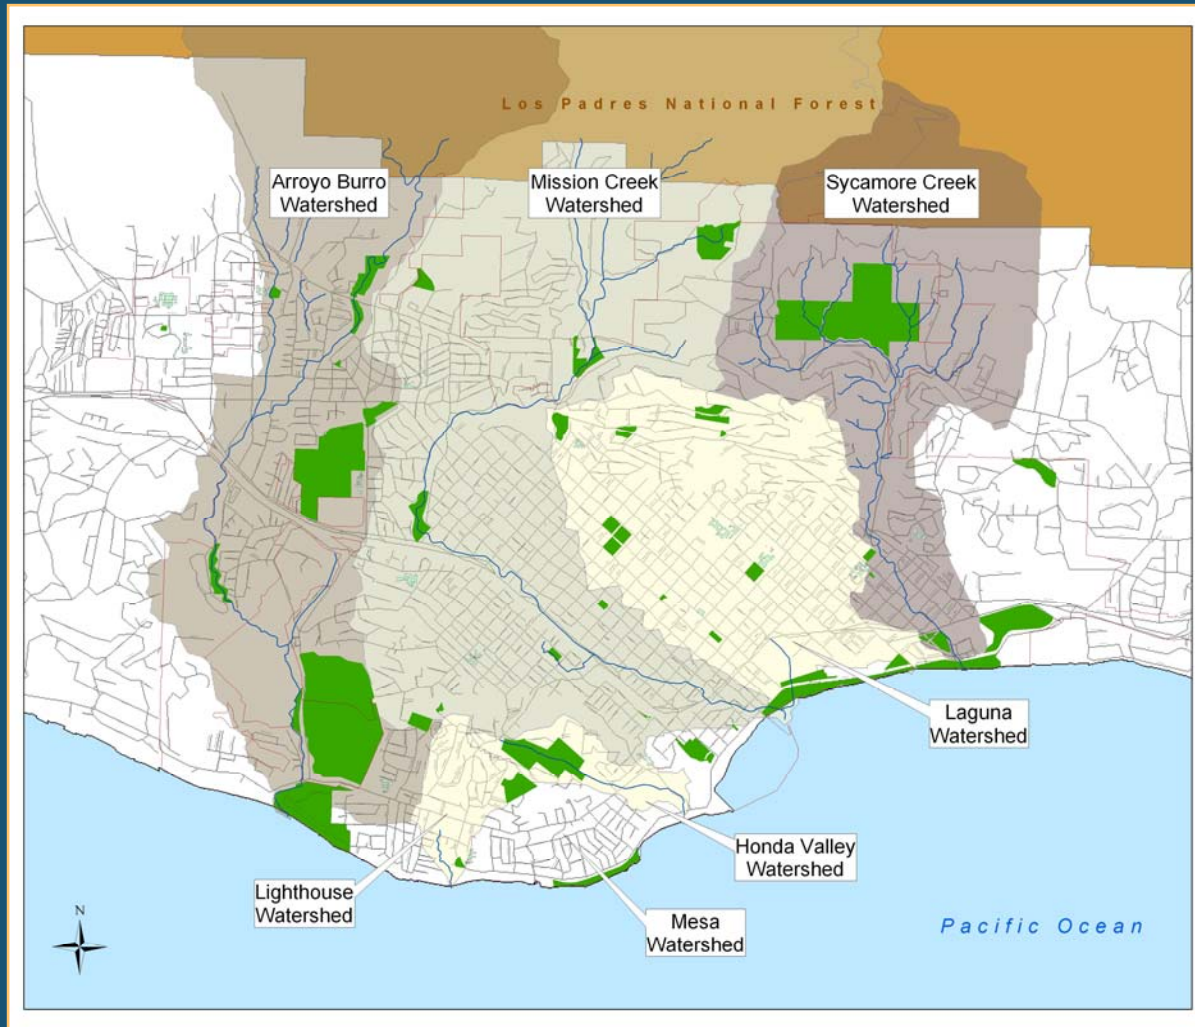 Los Padres National Forest
Arroyo Burro
Watershed
Mission Creek
Watershed
Sycamore Creek
Watershed
Laguna
Watershed
Honda Valley
Watershed
Lighthouse
Watershed
Mesa
Watershed
N
Pacific Ocean